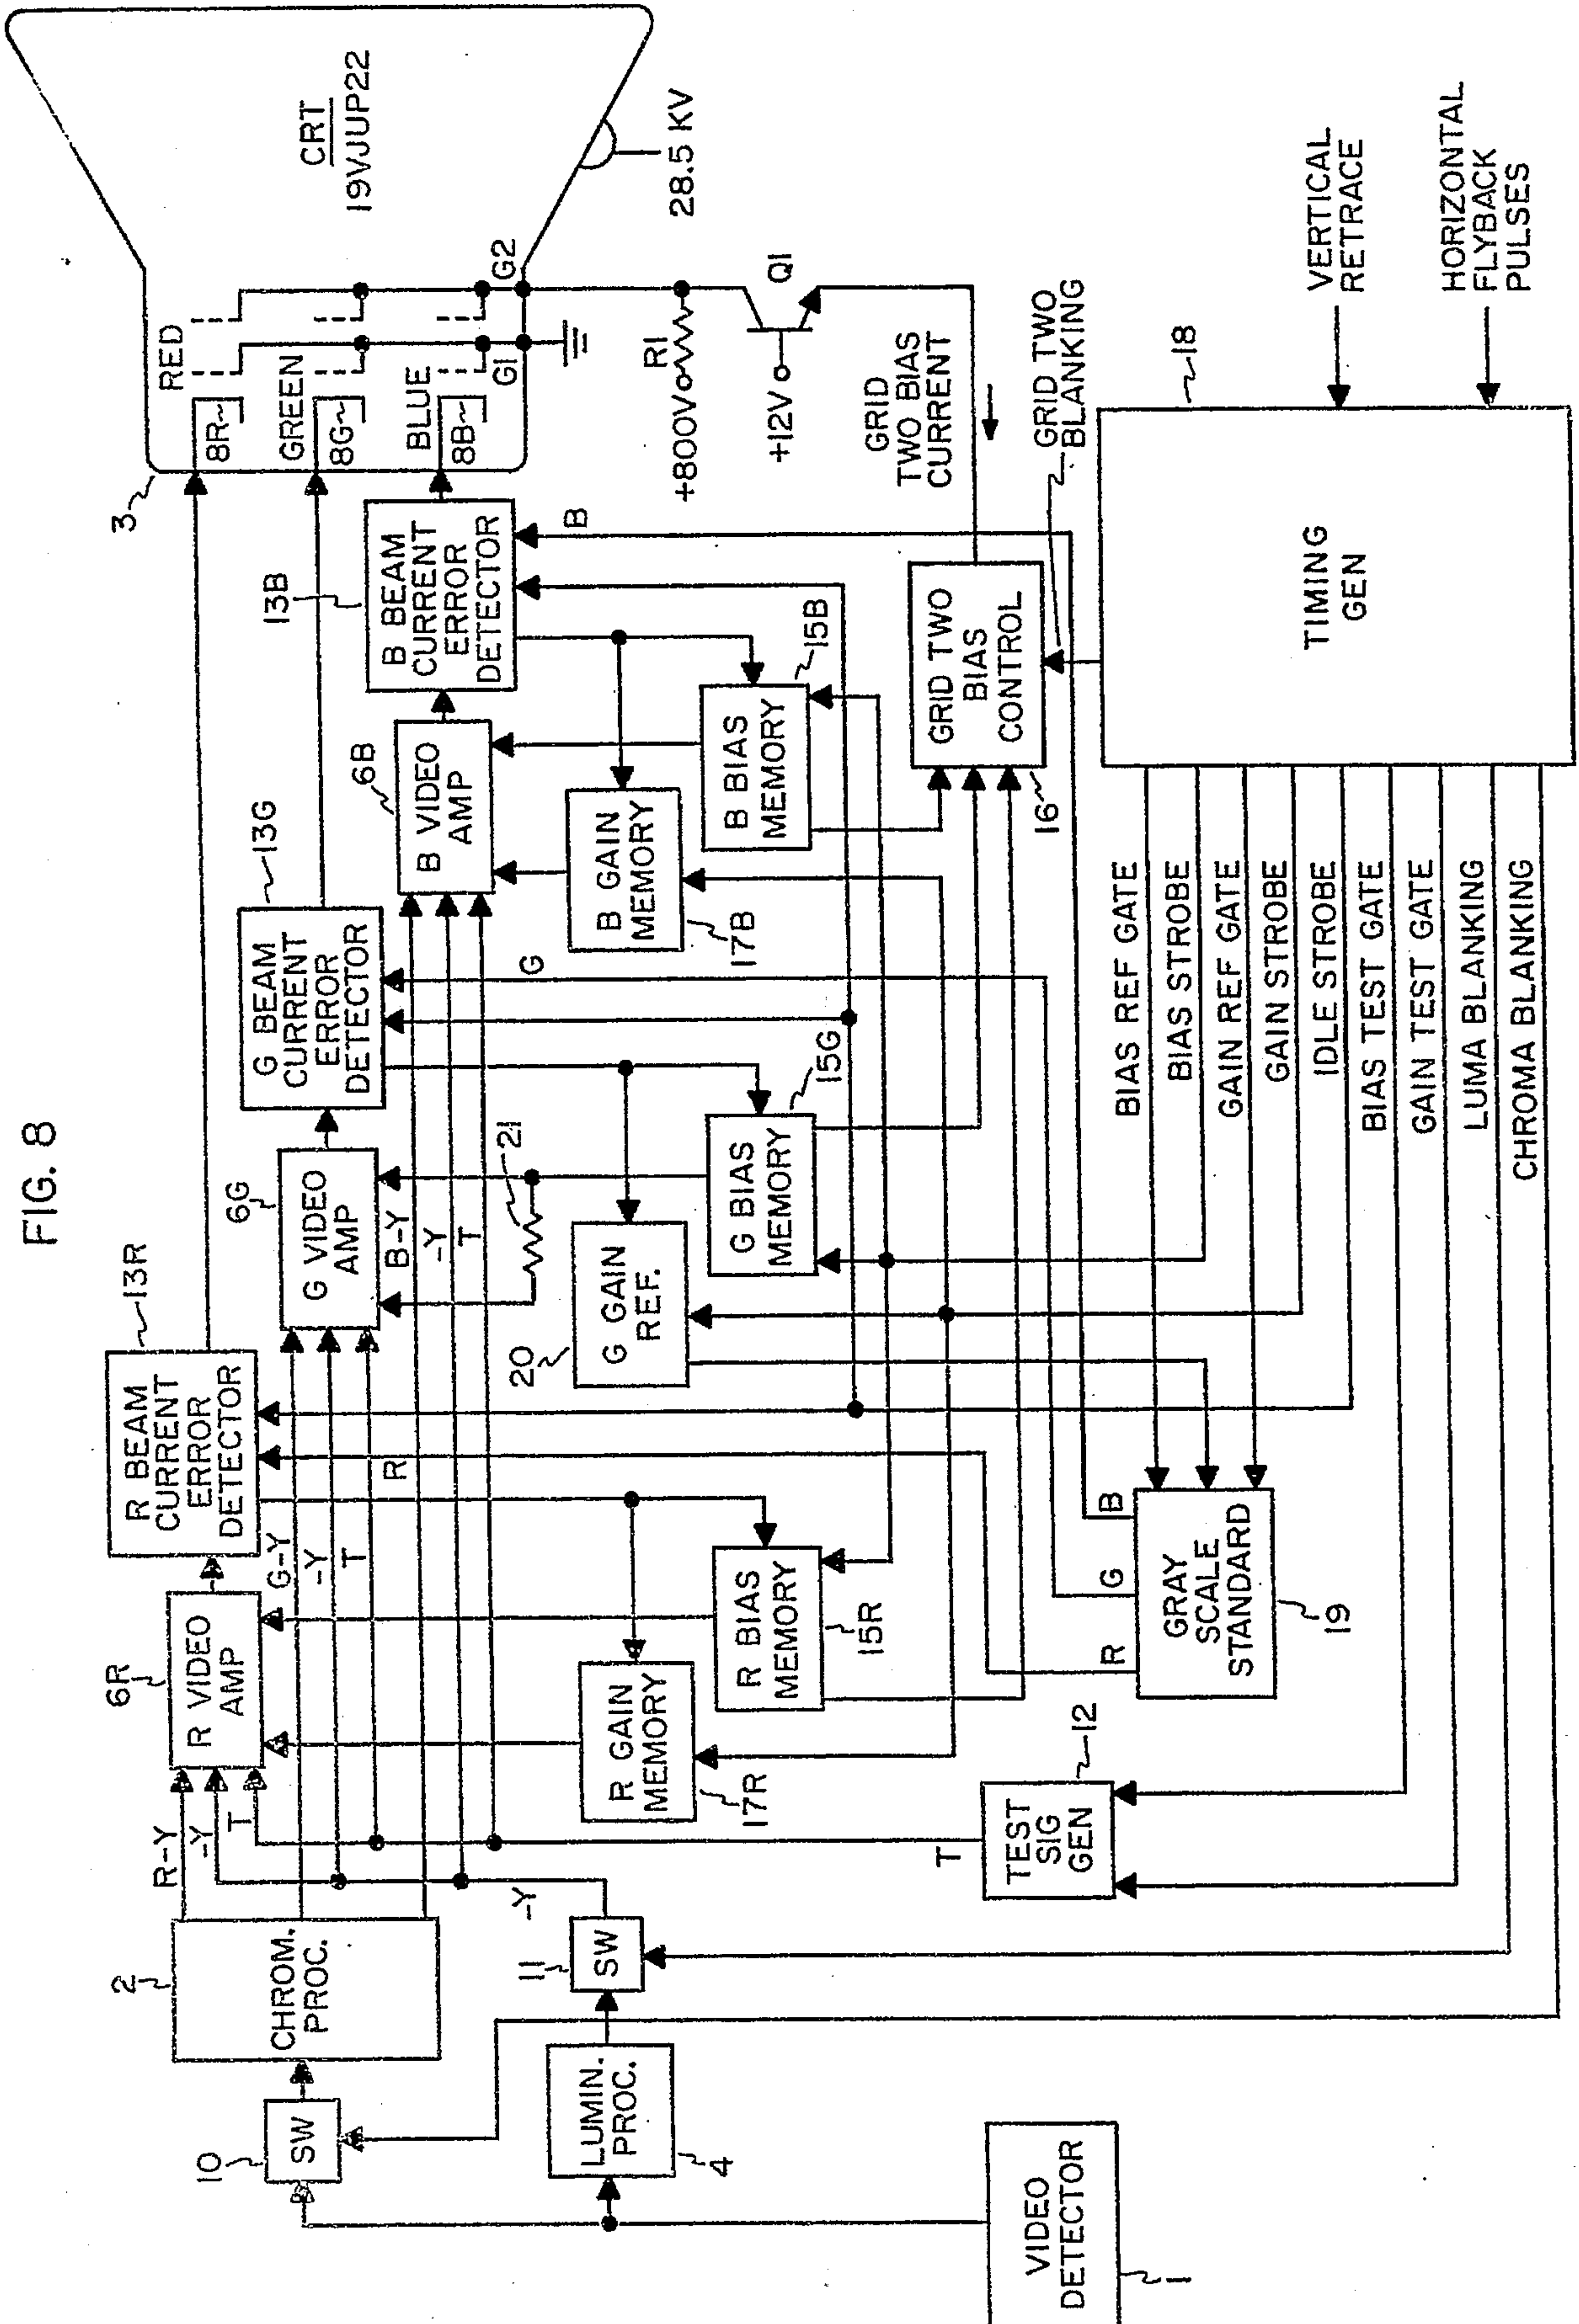 FIG. 8
CRT
19VJUP22
28.5 KV
3
RED
GREEN
BLUE
8R
8G
8B
G1
G2
R1
+800V
+12V
Q1
GRID
TWO BIAS
CURRENT
GRID TWO
BLANKING
VERTICAL
RETRACE
HORIZONTAL
FLYBACK
PULSES
18
TIMING
GEN
16
GRID TWO
BIAS
CONTROL
13B
B BEAM
CURRENT
ERROR
DETECTOR
B
6B
B VIDEO
AMP
15B
B BIAS
MEMORY
17B
B GAIN
MEMORY
13G
G BEAM
CURRENT
ERROR
DETECTOR
G
6G
G VIDEO
AMP
B-Y
-Y
T
21
15G
G BIAS
MEMORY
20
G GAIN
REF.
13R
R BEAM
CURRENT
ERROR
DETECTOR
R
6R
R VIDEO
AMP
G-Y
-Y
T
15R
R BIAS
MEMORY
17R
R GAIN
MEMORY
R-Y
-Y
T
2
CHROM.
PROC.
10
SW
11
SW
-Y
4
LUMIN.
PROC.
1
VIDEO
DETECTOR
12
TEST
SIG
GEN
T
19
GRAY
SCALE
STANDARD
R
G
B
BIAS REF GATE
BIAS STROBE
GAIN REF GATE
GAIN STROBE
IDLE STROBE
BIAS TEST GATE
GAIN TEST GATE
LUMA BLANKING
CHROMA BLANKING